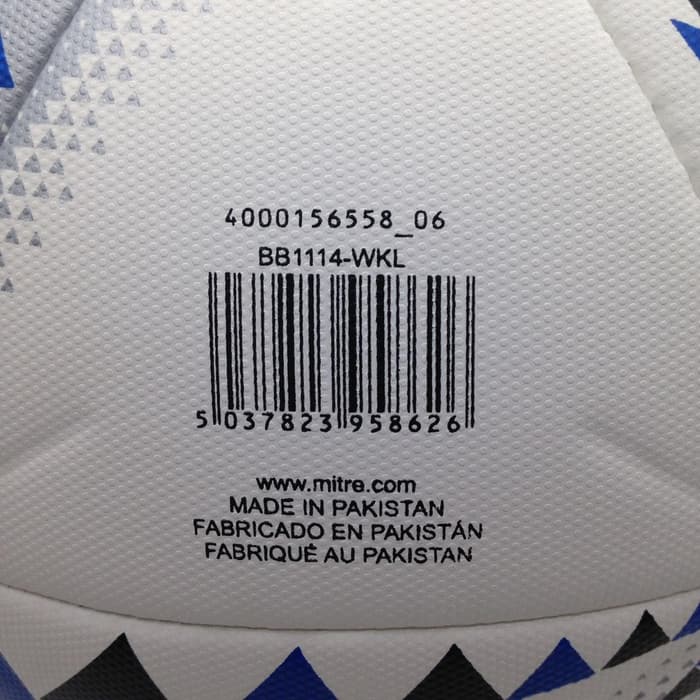 4000156558_06
BB1114-WKL
5 037823 958626
www.mitre.com
MADE IN PAKISTAN
FABRICADO EN PAKISTÁN
FABRIQUÉ AU PAKISTAN